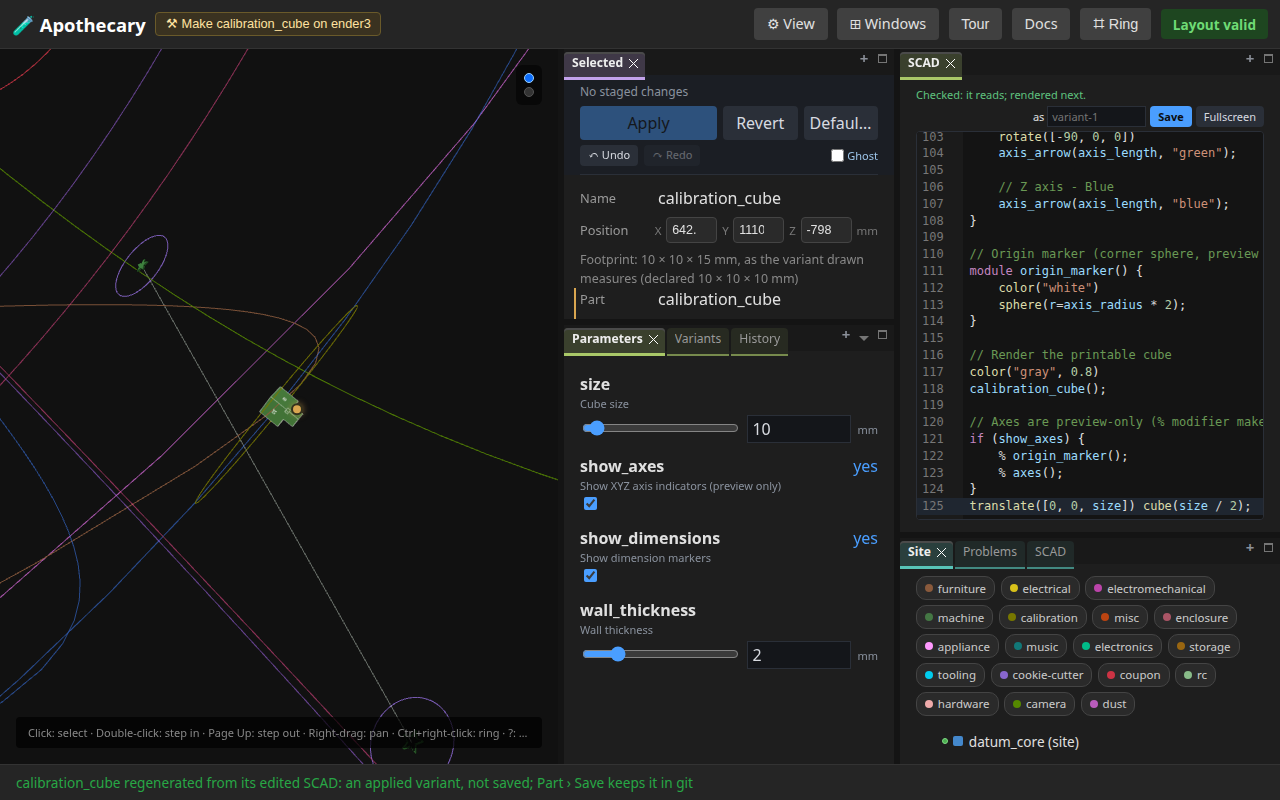 Apothecary
⚒ Make calibration_cube on ender3
⚙ View
⊞ Windows
Tour
Docs
⌗ Ring
Layout valid
Click: select · Double-click: step in · Page Up: step out · Right-drag: pan · Ctrl+right-click: ring · ?: ...
Selected
No staged changes
Apply
Revert
Defaul...
↶ Undo
↷ Redo
Ghost
Name calibration_cube
Position X 642. Y 1110 Z -798 mm
Footprint: 10 × 10 × 15 mm, as the variant drawn
measures (declared 10 × 10 × 10 mm)
Part calibration_cube
Parameters
Variants
History
size
Cube size
10 mm
show_axes yes
Show XYZ axis indicators (preview only)
show_dimensions yes
Show dimension markers
wall_thickness
Wall thickness
2 mm
SCAD
Checked: it reads; rendered next.
as variant-1 Save Fullscreen
103 rotate([-90, 0, 0])
104 axis_arrow(axis_length, "green");
105
106 // Z axis - Blue
107 axis_arrow(axis_length, "blue");
108 }
109
110 // Origin marker (corner sphere, preview
111 module origin_marker() {
112 color("white")
113 sphere(r=axis_radius * 2);
114 }
115
116 // Render the printable cube
117 color("gray", 0.8)
118 calibration_cube();
119
120 // Axes are preview-only (% modifier make
121 if (show_axes) {
122 % origin_marker();
123 % axes();
124 }
125 translate([0, 0, size]) cube(size / 2);
Site
Problems
SCAD
furniture electrical electromechanical
machine calibration misc enclosure
appliance music electronics storage
tooling cookie-cutter coupon rc
hardware camera dust
datum_core (site)
calibration_cube regenerated from its edited SCAD: an applied variant, not saved; Part › Save keeps it in git